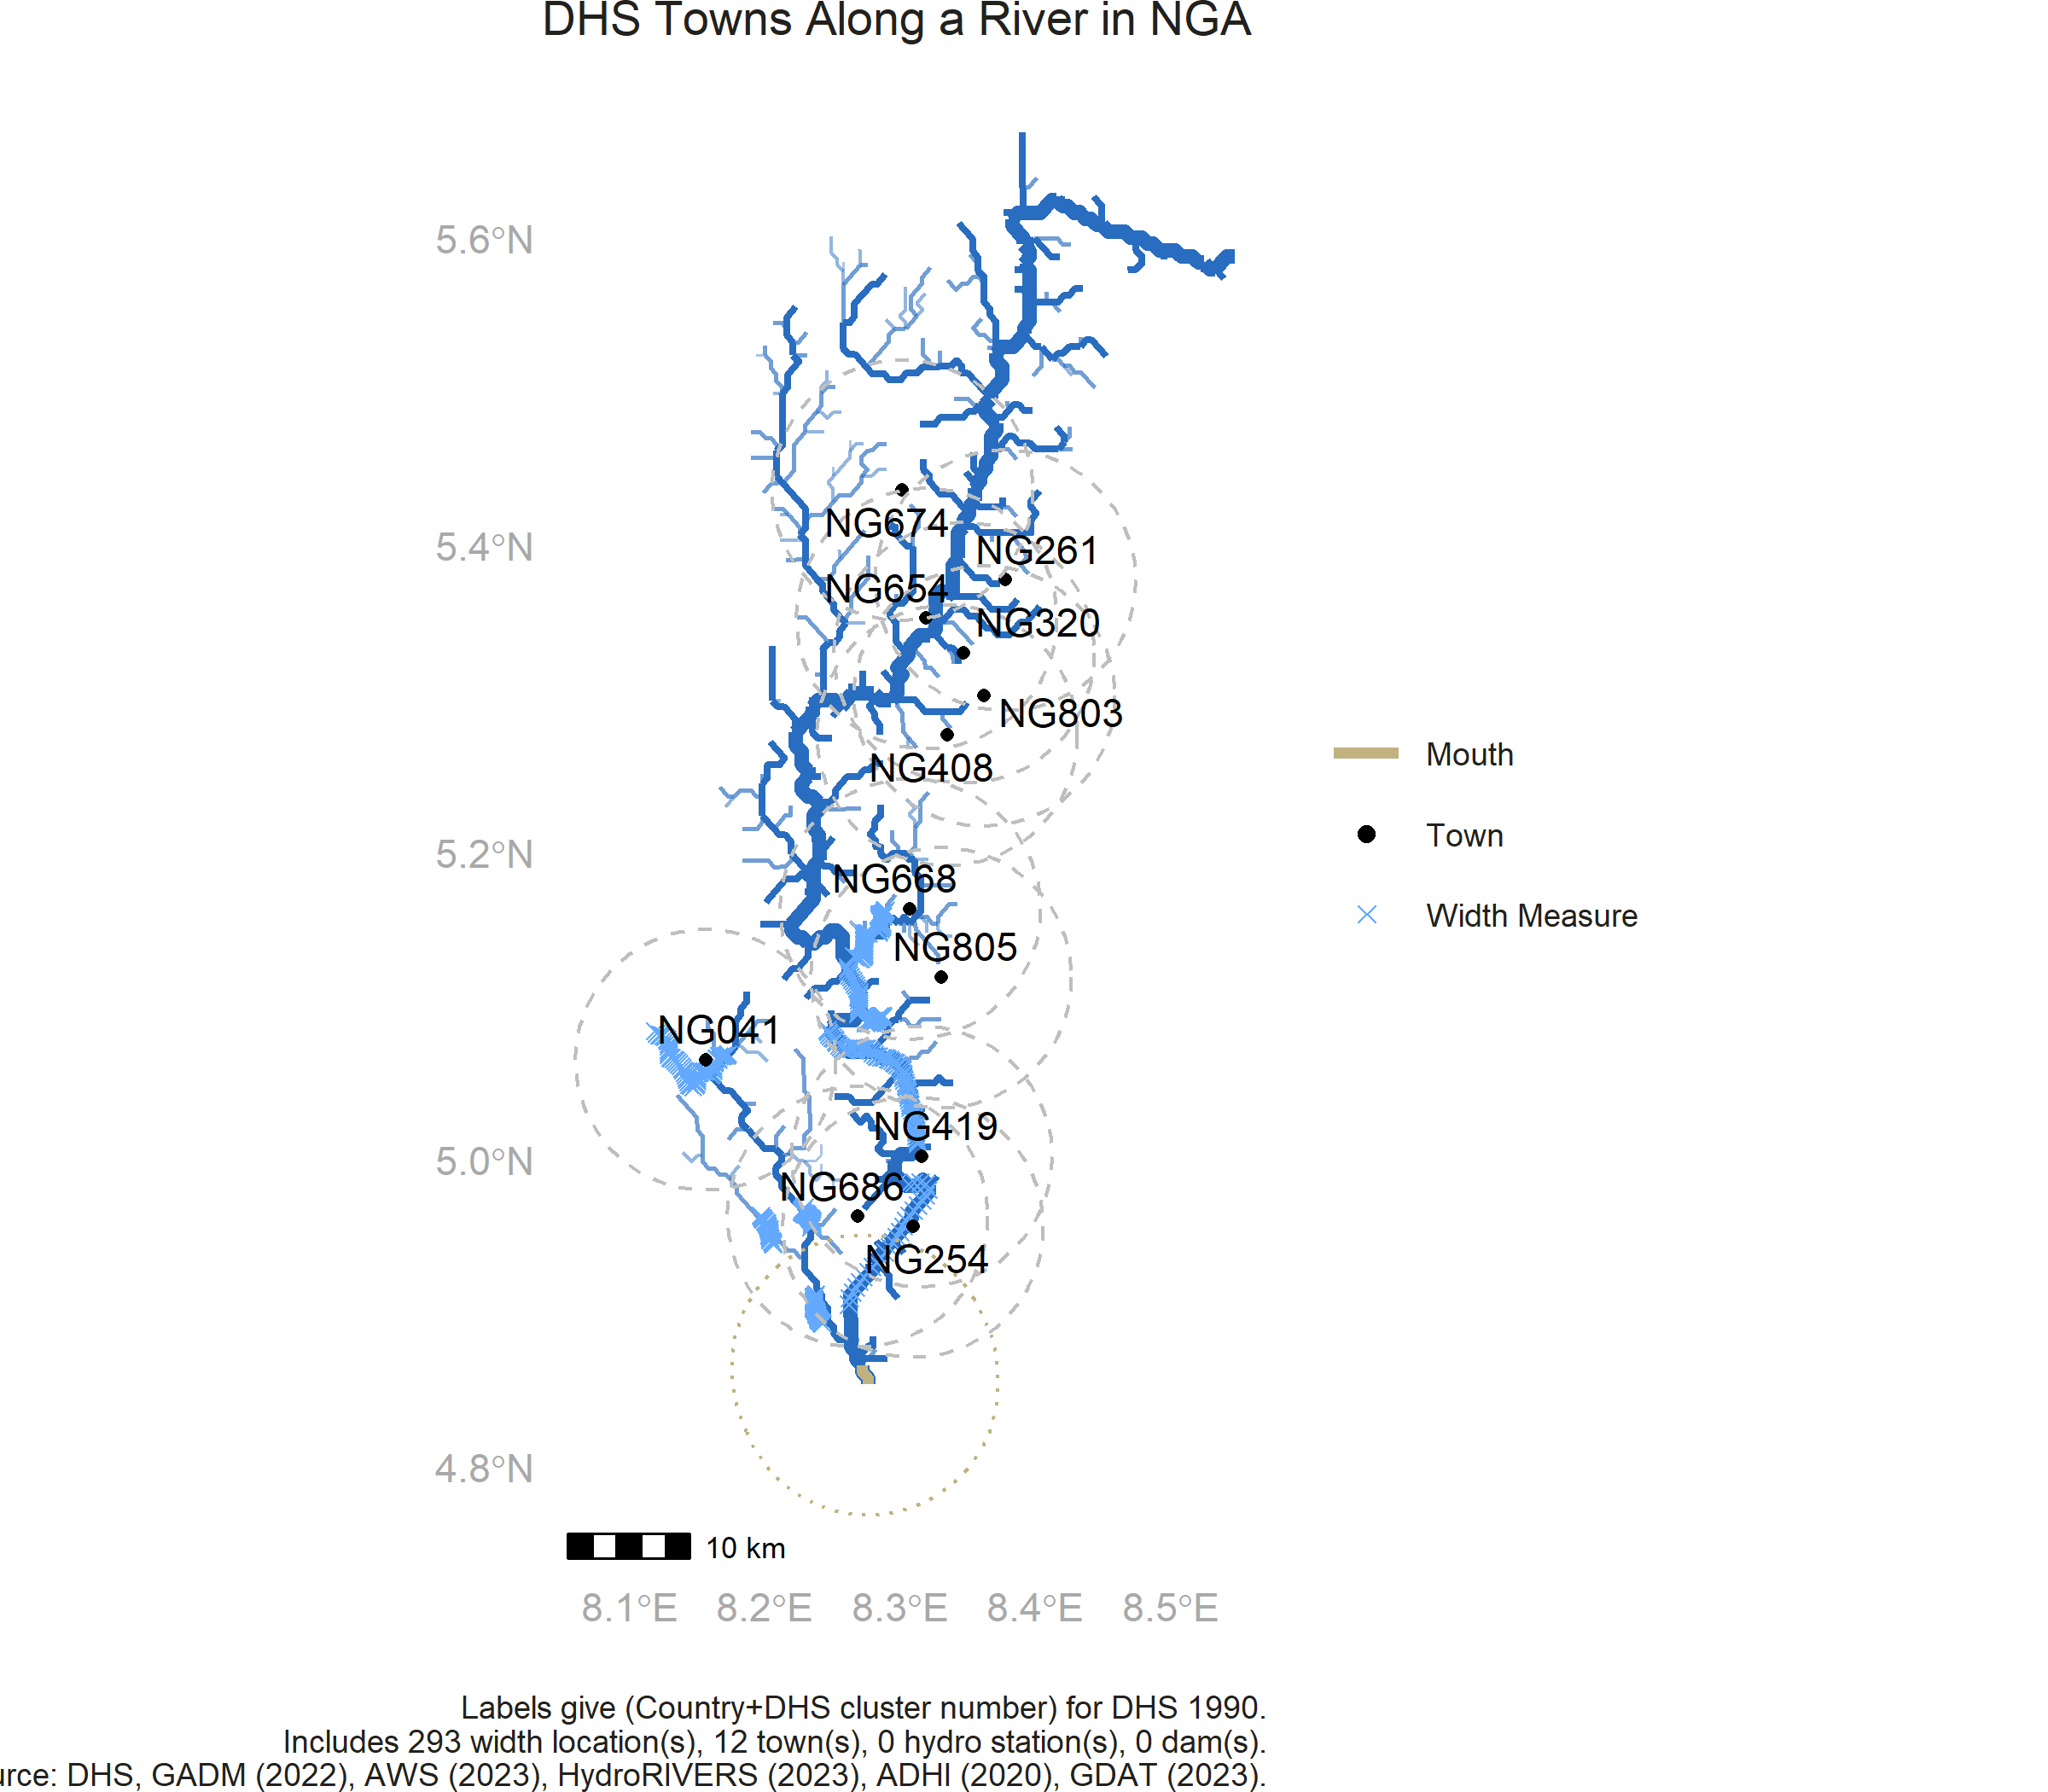 DHS Towns Along a River in NGA
5.6°N
5.4°N
5.2°N
5.0°N
4.8°N
NG674
NG261
NG654
NG320
NG803
NG408
NG668
NG805
NG041
NG419
NG686
NG254
Mouth
Town
Width Measure
10 km
8.1°E 8.2°E 8.3°E 8.4°E 8.5°E
Labels give (Country+DHS cluster number) for DHS 1990.
Includes 293 width location(s), 12 town(s), 0 hydro station(s), 0 dam(s).
urce: DHS, GADM (2022), AWS (2023), HydroRIVERS (2023), ADHI (2020), GDAT (2023).